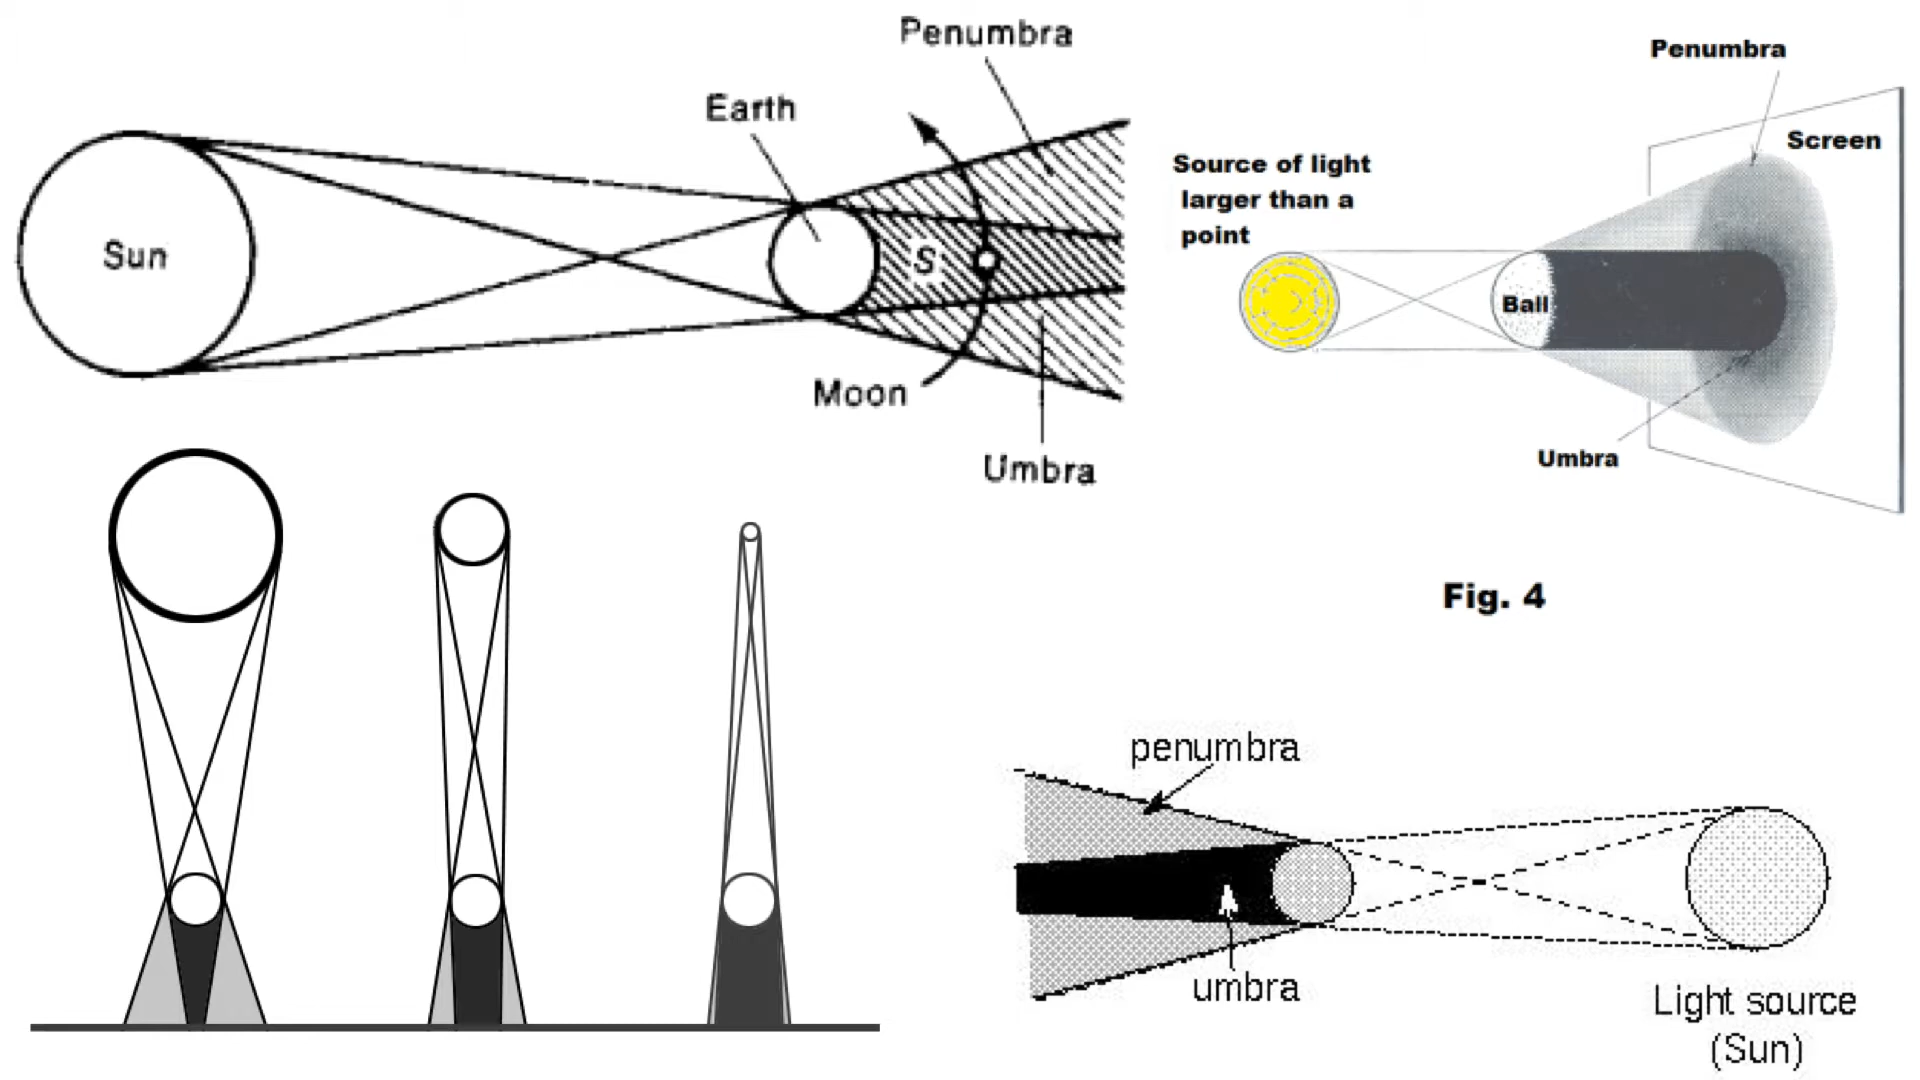 Penumbra
Earth
Sun
S
Moon
Umbra
Penumbra
Screen
Source of light
larger than a
point
Ball
Umbra
Fig. 4
penumbra
umbra
Light source
(Sun)